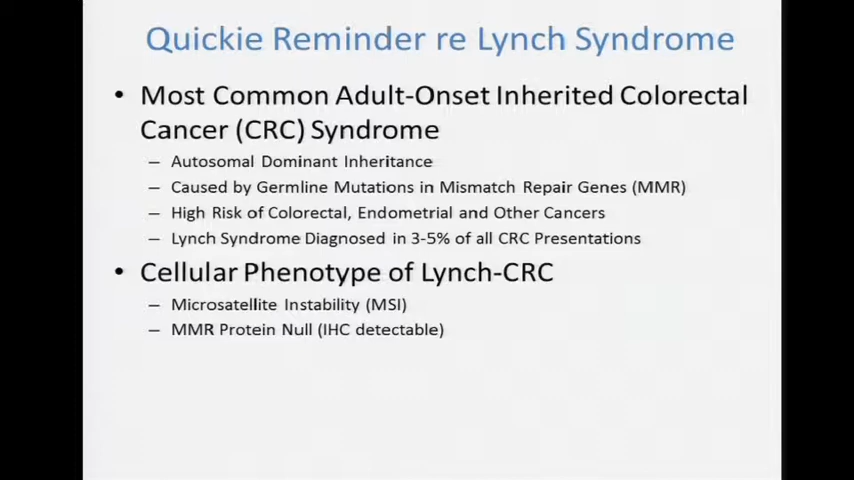 Quickie Reminder re Lynch Syndrome
• Most Common Adult-Onset Inherited Colorectal
Cancer (CRC) Syndrome
– Autosomal Dominant Inheritance
– Caused by Germline Mutations in Mismatch Repair Genes (MMR)
– High Risk of Colorectal, Endometrial and Other Cancers
– Lynch Syndrome Diagnosed in 3-5% of all CRC Presentations
• Cellular Phenotype of Lynch-CRC
– Microsatellite Instability (MSI)
– MMR Protein Null (IHC detectable)